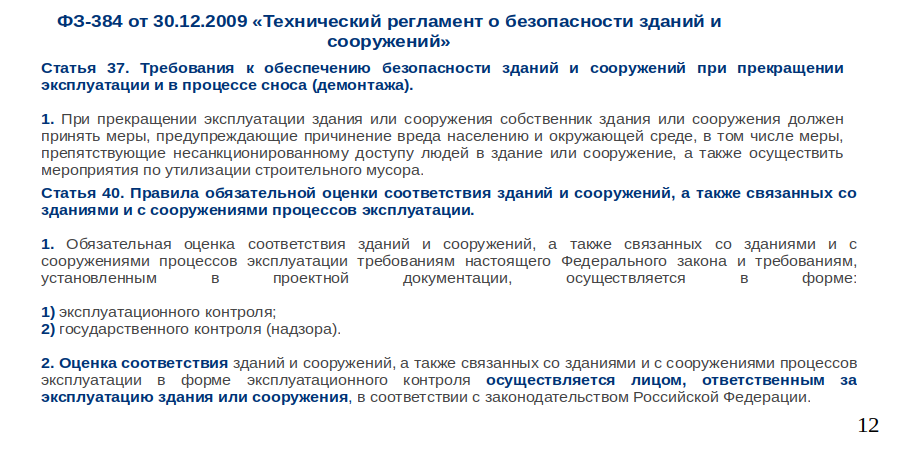 ФЗ-384 от 30.12.2009 «Технический регламент о безопасности зданий и
сооружений»
Статья 37. Требования к обеспечению безопасности зданий и сооружений при прекращении
эксплуатации и в процессе сноса (демонтажа).
1. При прекращении эксплуатации здания или сооружения собственник здания или сооружения должен
принять меры, предупреждающие причинение вреда населению и окружающей среде, в том числе меры,
препятствующие несанкционированному доступу людей в здание или сооружение, а также осуществить
мероприятия по утилизации строительного мусора.
Статья 40. Правила обязательной оценки соответствия зданий и сооружений, а также связанных со
зданиями и с сооружениями процессов эксплуатации.
1. Обязательная оценка соответствия зданий и сооружений, а также связанных со зданиями и с
сооружениями процессов эксплуатации требованиям настоящего Федерального закона и требованиям,
установленным в проектной документации, осуществляется в форме:
1) эксплуатационного контроля;
2) государственного контроля (надзора).
2. Оценка соответствия зданий и сооружений, а также связанных со зданиями и с сооружениями процессов
эксплуатации в форме эксплуатационного контроля осуществляется лицом, ответственным за
эксплуатацию здания или сооружения, в соответствии с законодательством Российской Федерации.
12